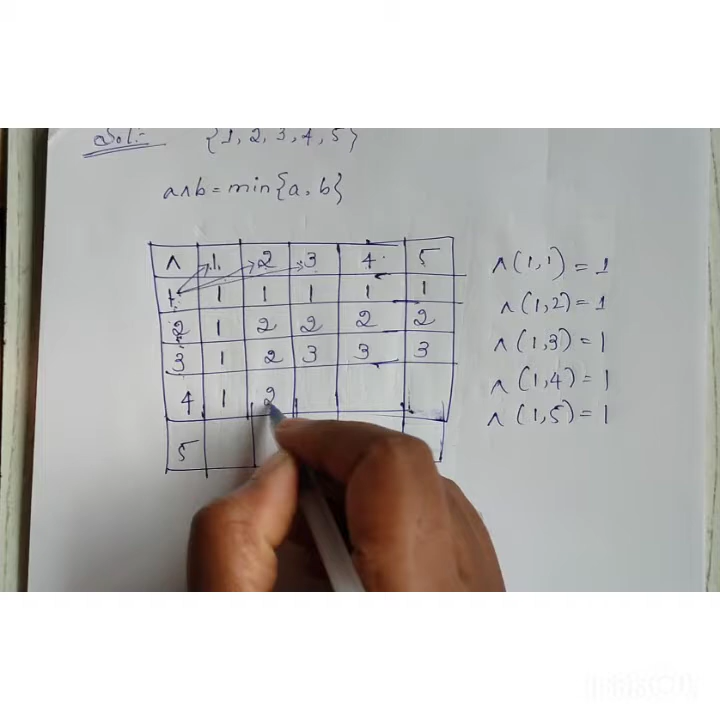 Sol:- {1, 2, 3, 4, 5}
a∧b = min{a, b}
∧ 1 2 3 4 5
1 1 1 1 1 1
2 1 2 2 2 2
3 1 2 3 3 3
4 1 2
5
∧(1,1) = 1
∧(1,2) = 1
∧(1,3) = 1
∧(1,4) = 1
∧(1,5) = 1